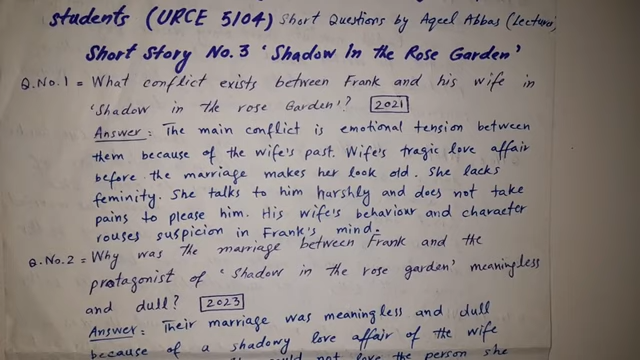 students (URCE 5104) Short Questions by Aqeel Abbas (Lecturer,
Short Story No. 3 'Shadow In the Rose Garden'
Q.No.1 = What conflict exists between Frank and his wife in
'Shadow in the rose Garden'? 2021
Answer: The main conflict is emotional tension between
them because of the wife's past. Wife's tragic love affair
before the marriage makes her look old. She lacks
feminity. She talks to him harshly and does not take
pains to please him. His wife's behaviour and character
rouses suspicion in Frank's mind.
Q.No.2 = Why was the marriage between Frank and the
protagonist of 'Shadow in the rose garden' meaningless
and dull? 2023
Answer: Their marriage was meaningless and dull
because of a shadowy love affair of the wife
not love the person she